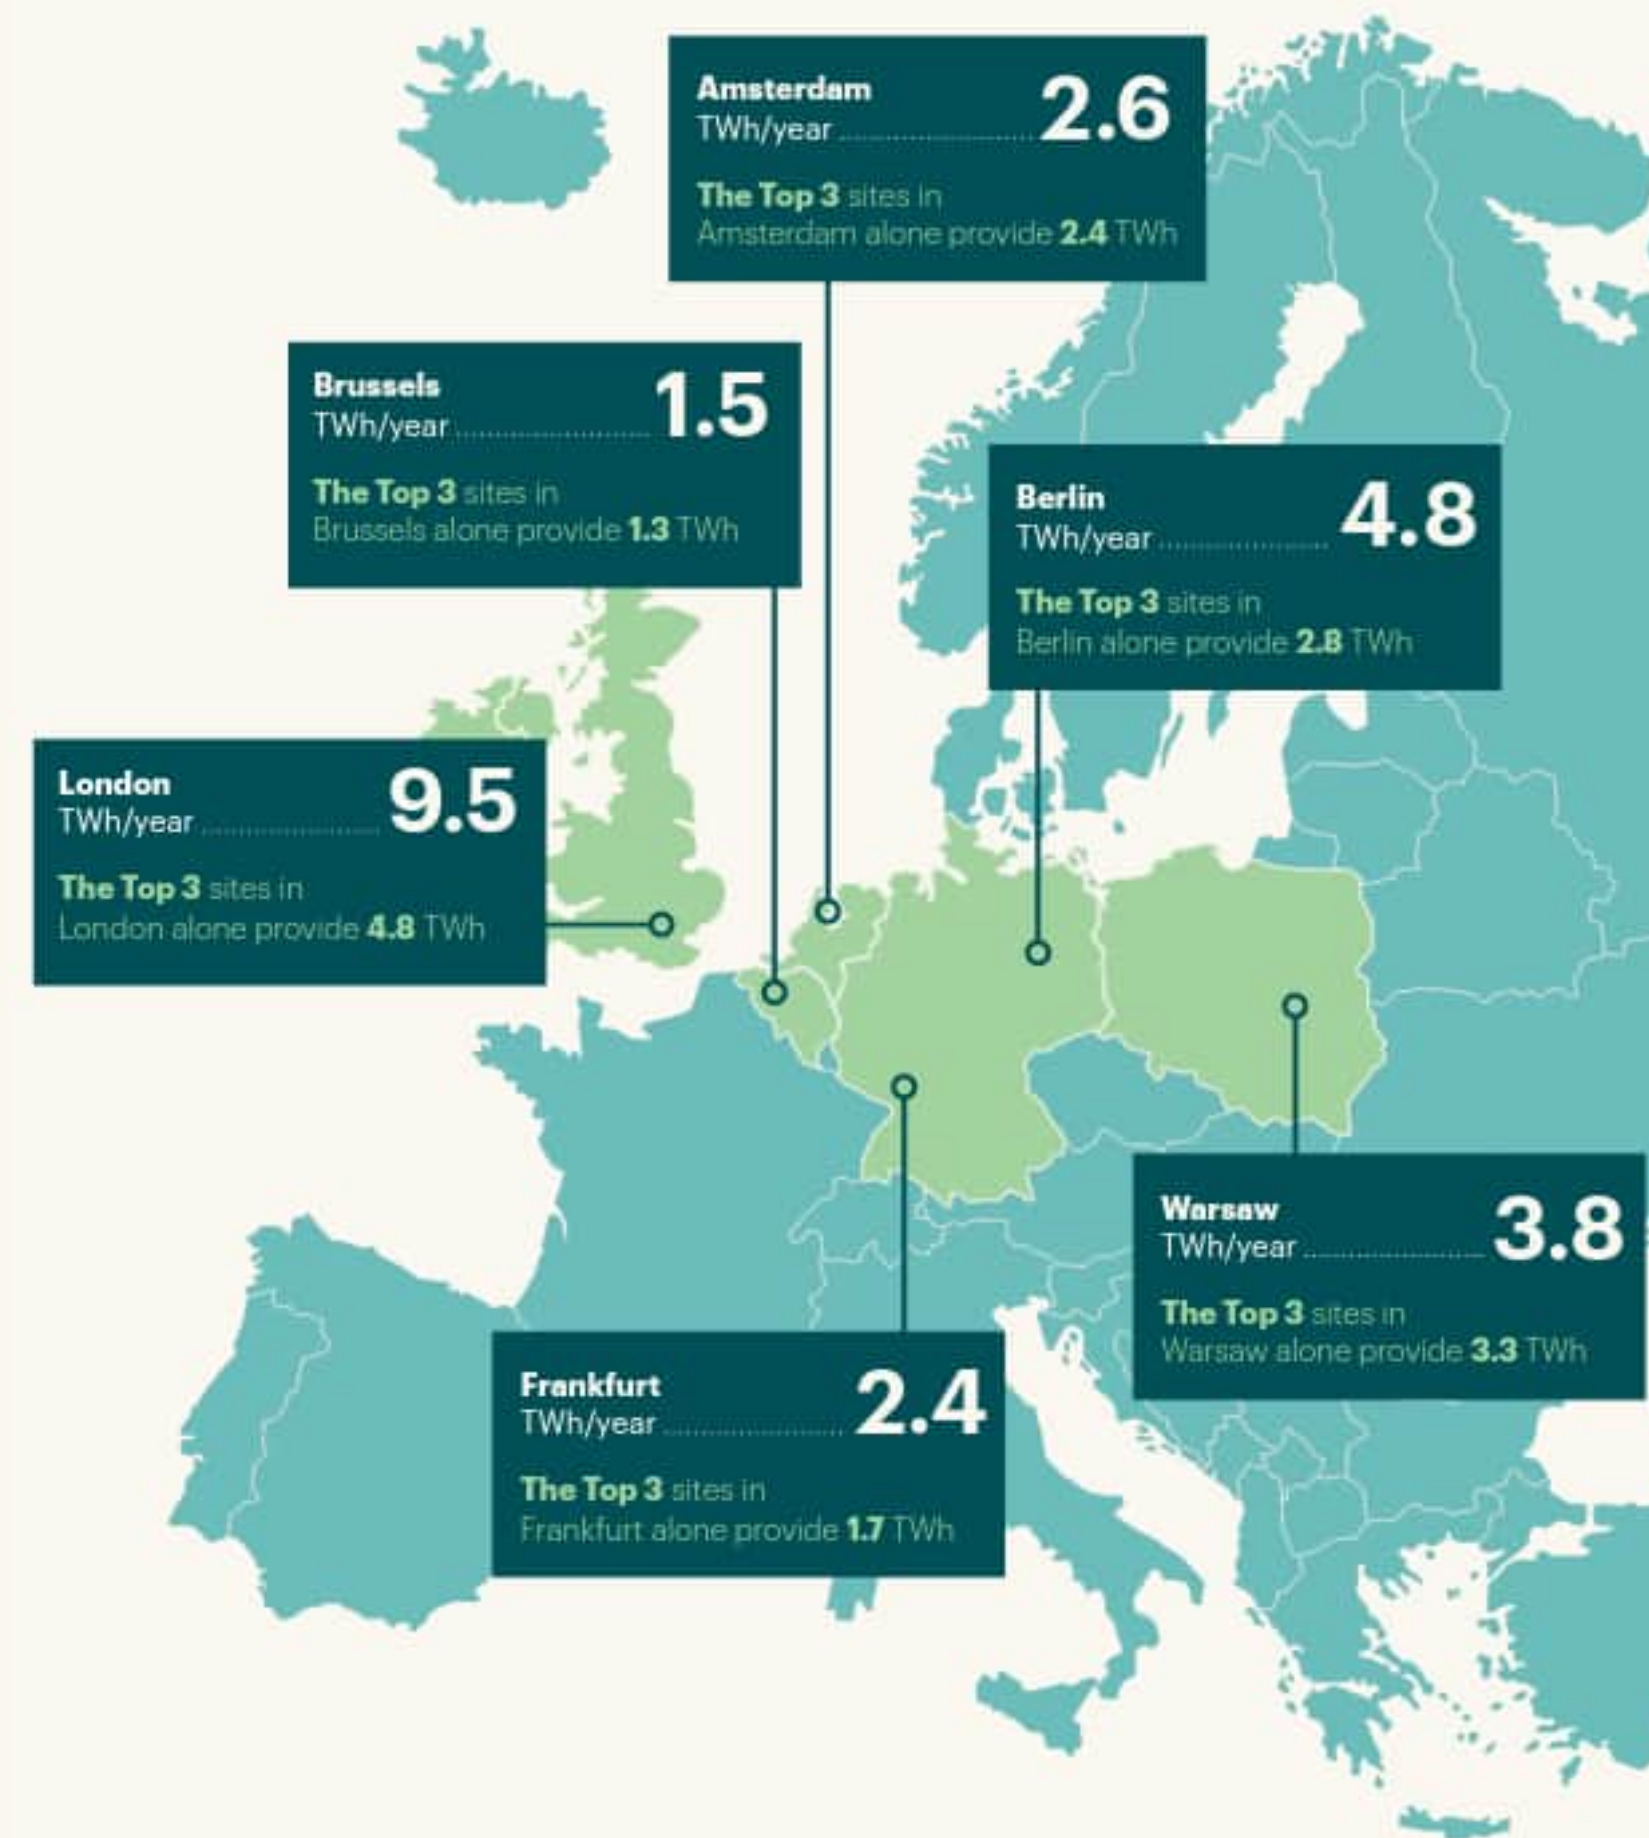 Amsterdam
TWh/year 2.6
The Top 3 sites in
Amsterdam alone provide 2.4 TWh
Brussels
TWh/year 1.5
The Top 3 sites in
Brussels alone provide 1.3 TWh
Berlin
TWh/year 4.8
The Top 3 sites in
Berlin alone provide 2.8 TWh
London
TWh/year 9.5
The Top 3 sites in
London alone provide 4.8 TWh
Warsaw
TWh/year 3.8
The Top 3 sites in
Warsaw alone provide 3.3 TWh
Frankfurt
TWh/year 2.4
The Top 3 sites in
Frankfurt alone provide 1.7 TWh